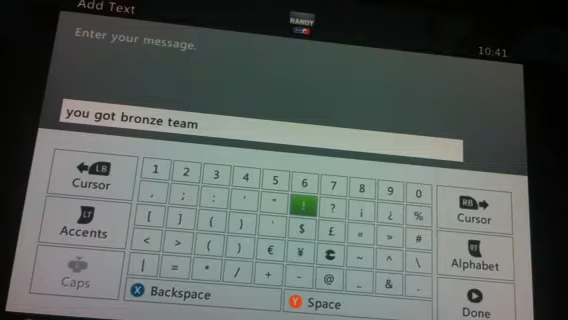 Add Text
RANDY
10:41
Enter your message.
you got bronze team
LB
Cursor
LT
Accents
Caps
1 2 3 4 5 6 7 8 9 0
, ; : ' " ! ? ¡ ¿ %
[ ] { } ` $ £ « » #
< > ( ) € ¥ ~ ^ \
| = * / + - @ _ & .
X Backspace
Y Space
RB
Cursor
RT
Alphabet
Done